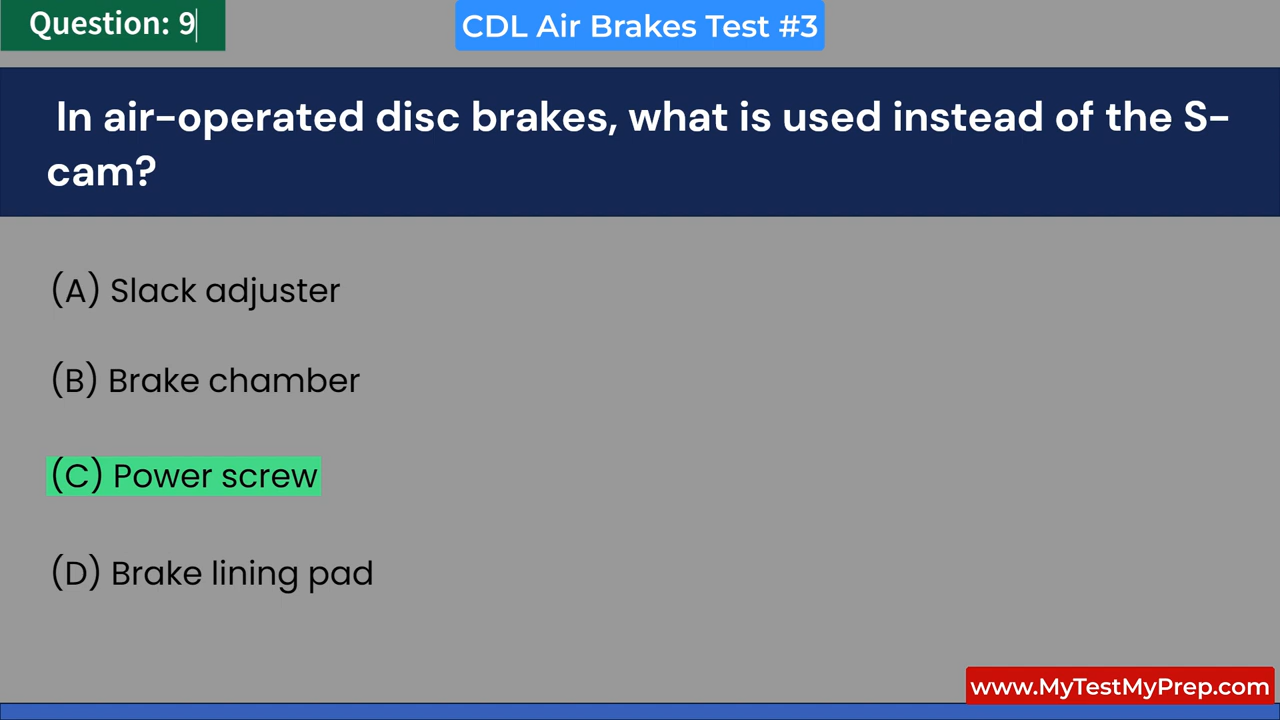 Question: 9
CDL Air Brakes Test #3
In air-operated disc brakes, what is used instead of the S-
cam?
(A) Slack adjuster
(B) Brake chamber
(C) Power screw
(D) Brake lining pad
www.MyTestMyPrep.com